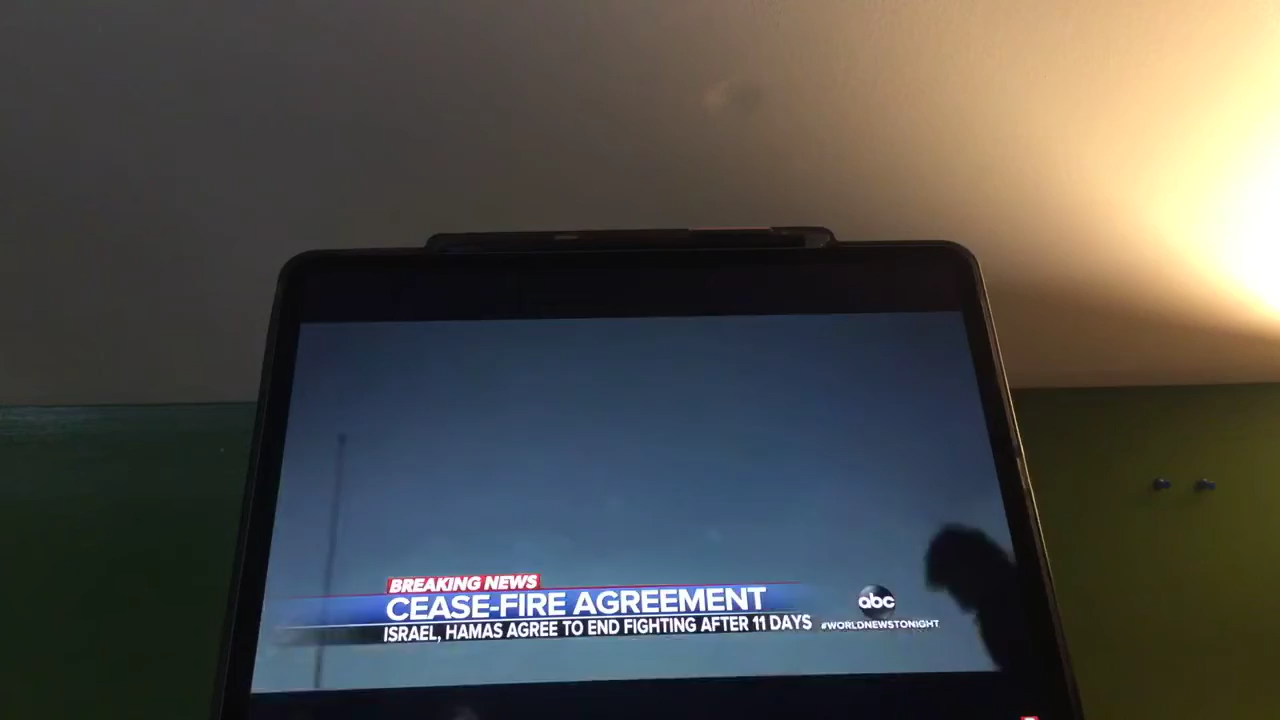 BREAKING NEWS
CEASE-FIRE AGREEMENT
ISRAEL, HAMAS AGREE TO END FIGHTING AFTER 11 DAYS
abc
#WORLDNEWSTONIGHT